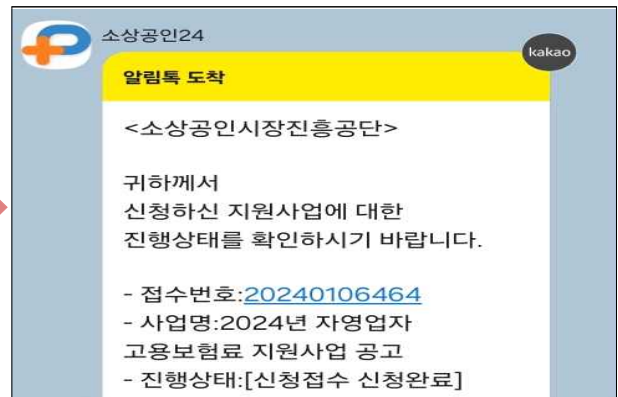 소상공인24
kakao
알림톡 도착
<소상공인시장진흥공단>
귀하께서
신청하신 지원사업에 대한
진행상태를 확인하시기 바랍니다.
- 접수번호:20240106464
- 사업명:2024년 자영업자
고용보험료 지원사업 공고
- 진행상태:[신청접수 신청완료]